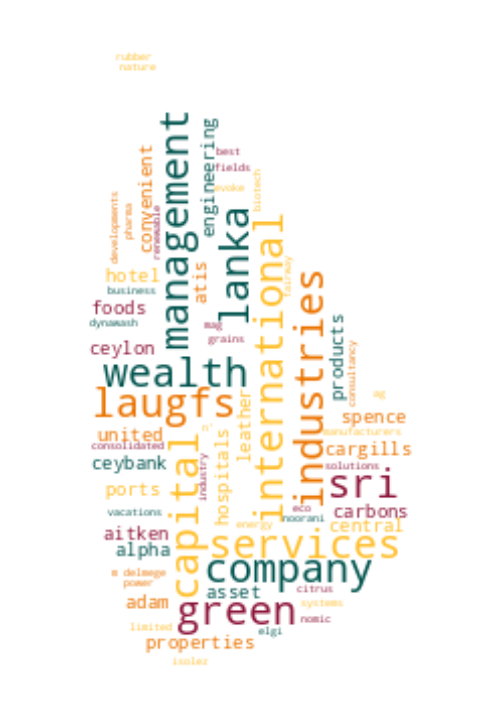 rubber
nature
management
engineering
convenient
best
fields
evoke
biotech
developments
pharma
renewable
lanka
international
hotel
atis
business
fairway
industries
foods
dynawash
mag
grains
products
consultancy
ceylon
wealth
laugfs
leather
ag
spence
united
manufacturers
consolidated
cargills
capital
hospitals
ceybank
industry
solutions
sri
ports
vacations
eco
carbons
noorani
energy
central
aitken
alpha
services
company
m delmege
power
asset
citrus
adam
green
systems
nomic
limited
elgi
properties
isolez